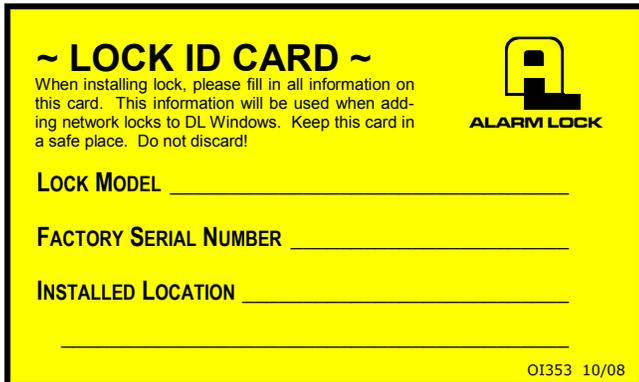 ~ LOCK ID CARD ~
When installing lock, please fill in all information on
this card. This information will be used when add-
ing network locks to DL Windows. Keep this card in
a safe place. Do not discard!
AL
ALARM LOCK
LOCK MODEL
FACTORY SERIAL NUMBER
INSTALLED LOCATION
OI353 10/08